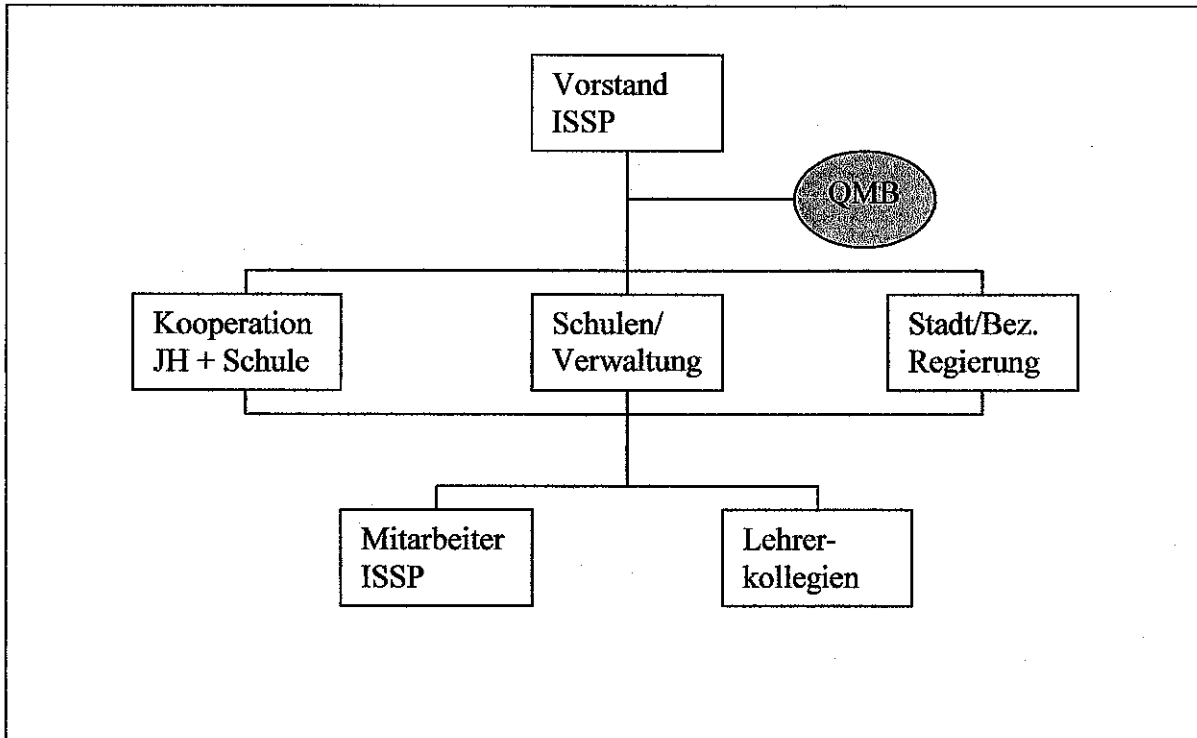 Vorstand
ISSP
QMB
Kooperation
JH + Schule
Schulen/
Verwaltung
Stadt/Bez.
Regierung
Mitarbeiter
ISSP
Lehrer-
kollegien